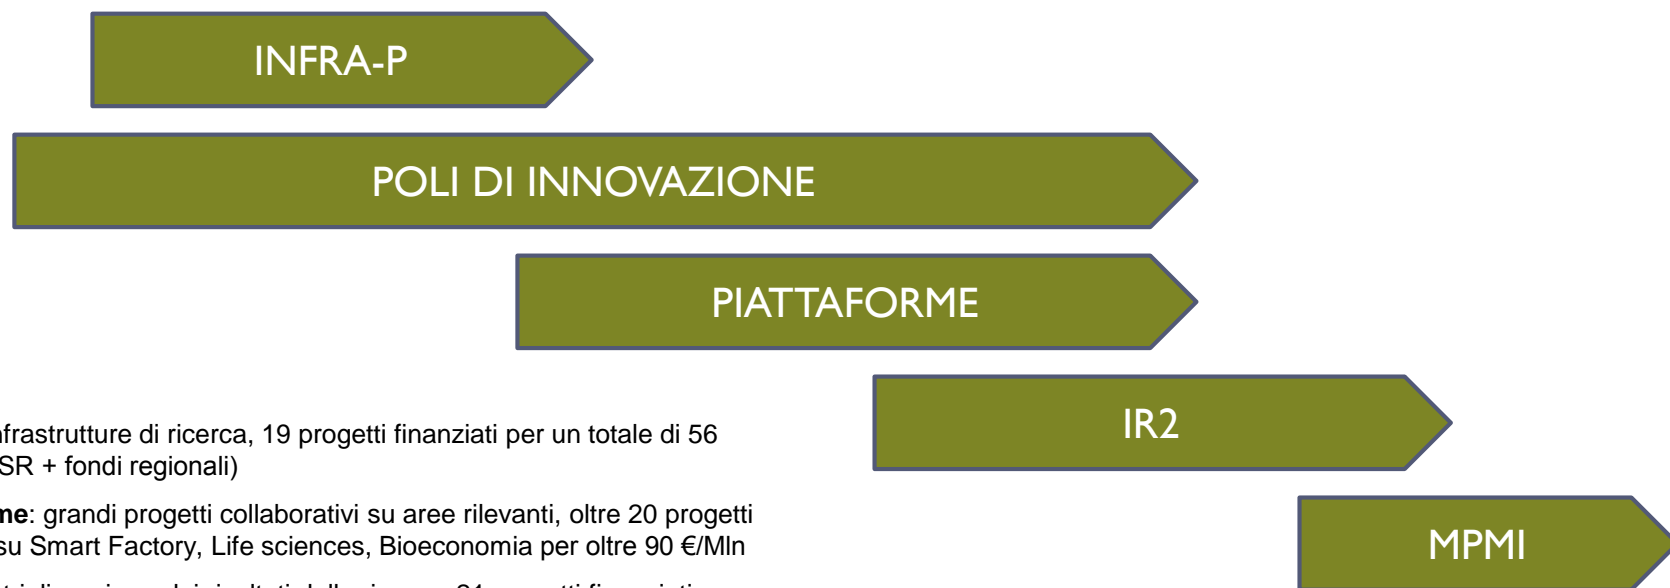 INFRA-P
POLI DI INNOVAZIONE
PIATTAFORME
IR2
MPMI
nfrastrutture di ricerca, 19 progetti finanziati per un totale di 56
SR + fondi regionali)
me: grandi progetti collaborativi su aree rilevanti, oltre 20 progetti
su Smart Factory, Life sciences, Bioeconomia per oltre 90 €/Mln